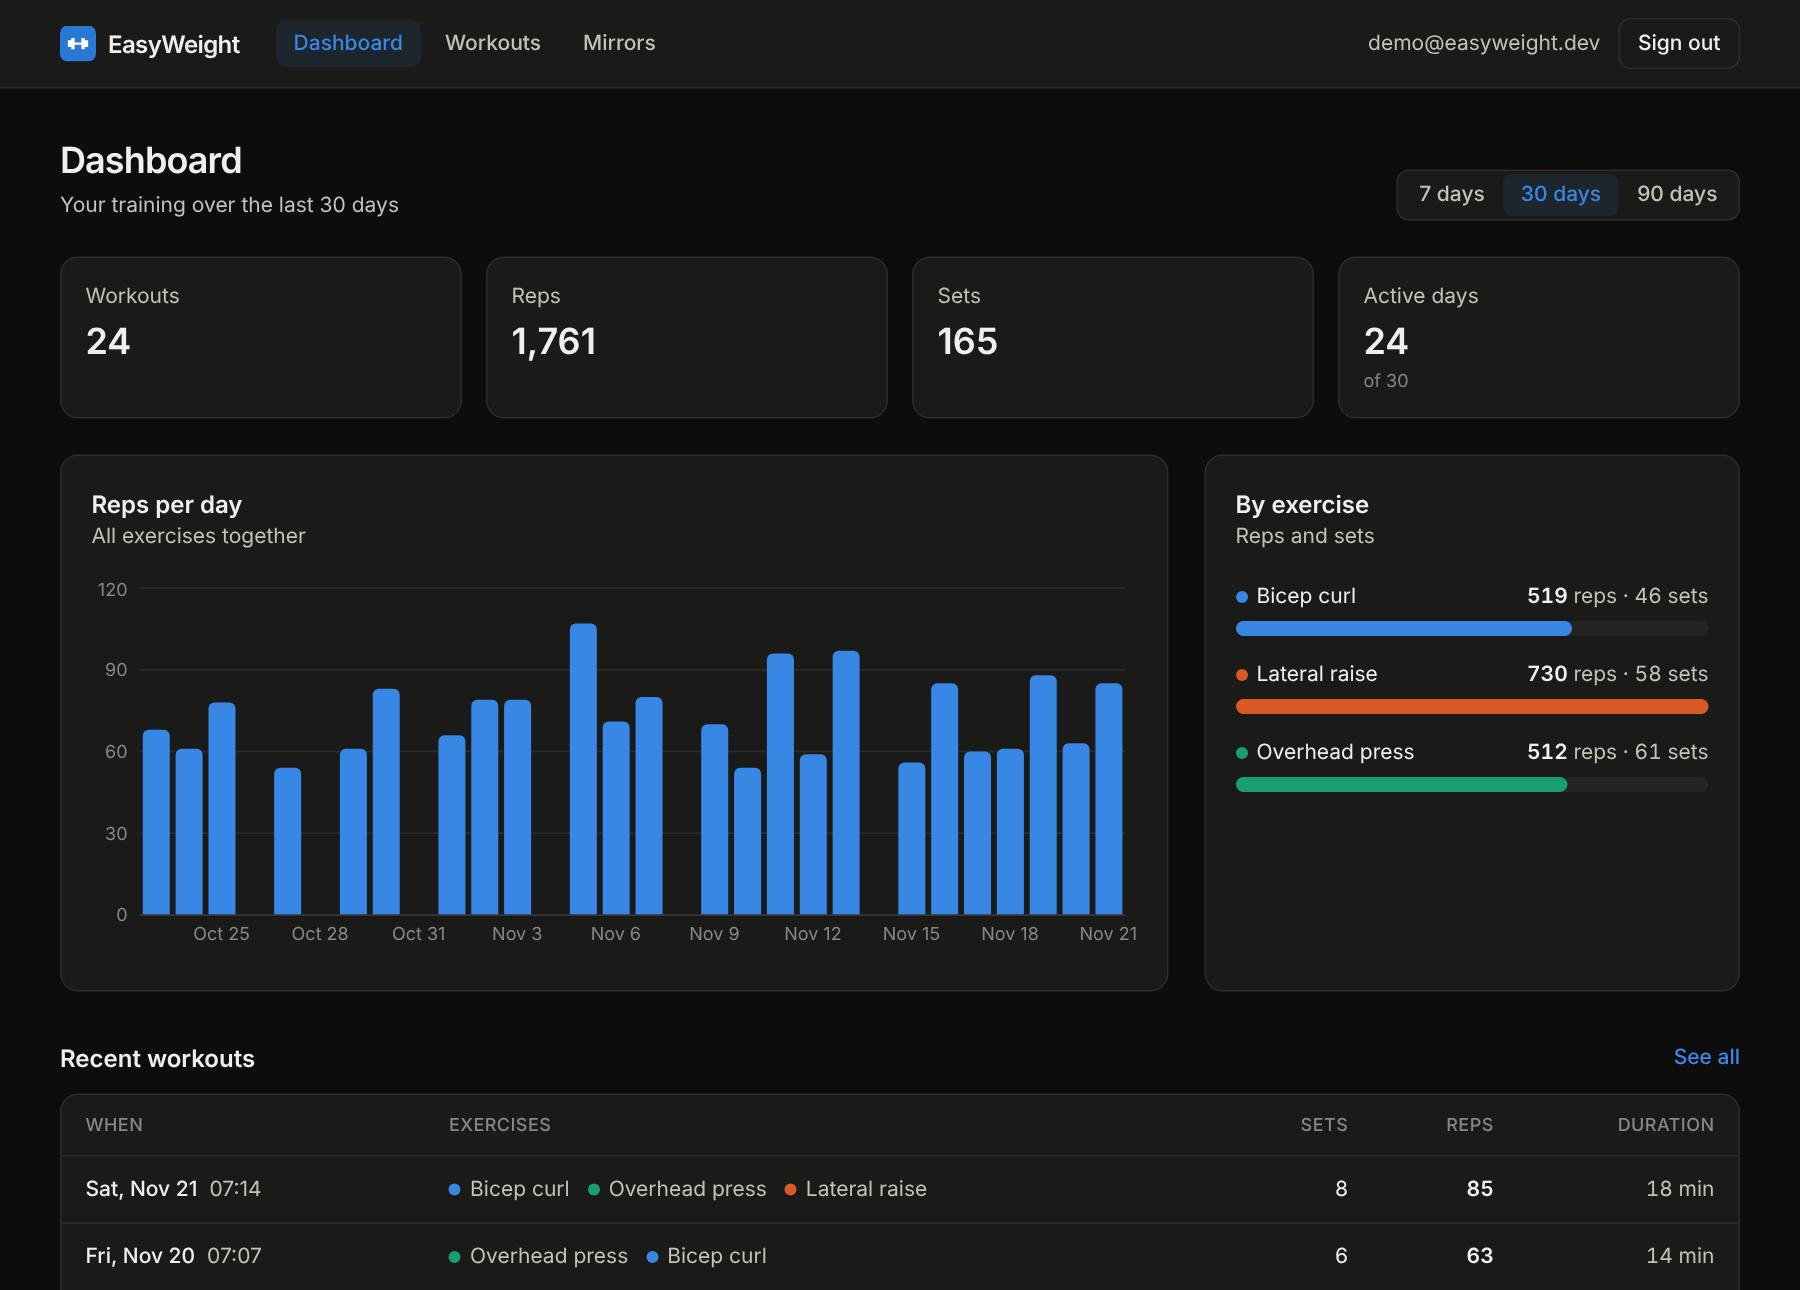 EasyWeight Dashboard Workouts Mirrors demo@easyweight.dev Sign out
Dashboard
Your training over the last 30 days
7 days 30 days 90 days
Workouts
24
Reps
1,761
Sets
165
Active days
24
of 30
Reps per day
All exercises together
120
90
60
30
0
Oct 25 Oct 28 Oct 31 Nov 3 Nov 6 Nov 9 Nov 12 Nov 15 Nov 18 Nov 21
By exercise
Reps and sets
Bicep curl 519 reps · 46 sets
Lateral raise 730 reps · 58 sets
Overhead press 512 reps · 61 sets
Recent workouts See all
WHEN EXERCISES SETS REPS DURATION
Sat, Nov 21 07:14 Bicep curl Overhead press Lateral raise 8 85 18 min
Fri, Nov 20 07:07 Overhead press Bicep curl 6 63 14 min